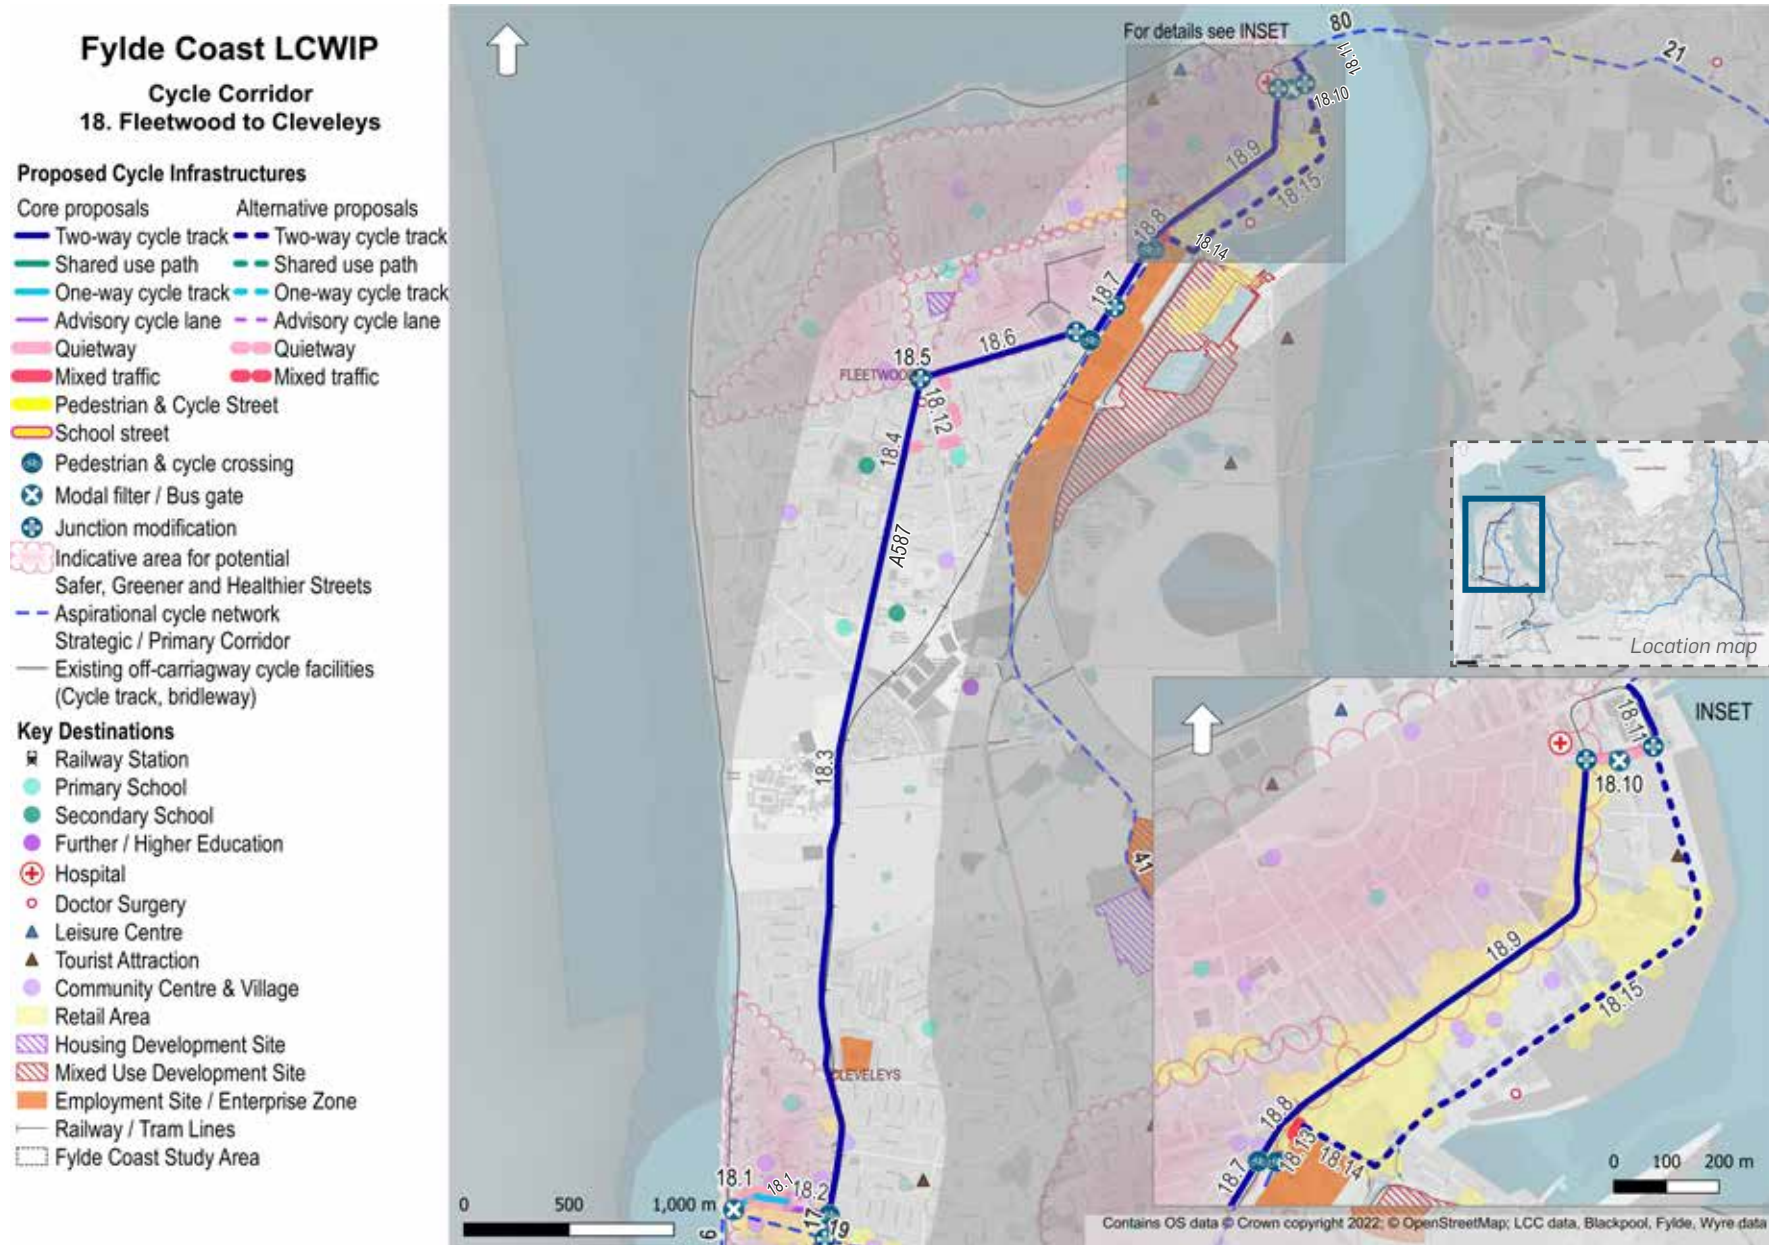 Fylde Coast LCWIP
Cycle Corridor
18. Fleetwood to Cleveleys
Proposed Cycle Infrastructures
Core proposals Alternative proposals
Two-way cycle track Two-way cycle track
Shared use path Shared use path
One-way cycle track One-way cycle track
Advisory cycle lane Advisory cycle lane
Quietway Quietway
Mixed traffic Mixed traffic
Pedestrian & Cycle Street
School street
Pedestrian & cycle crossing
Modal filter / Bus gate
Junction modification
Indicative area for potential
Safer, Greener and Healthier Streets
Aspirational cycle network
Strategic / Primary Corridor
Existing off-carriagway cycle facilities
(Cycle track, bridleway)
Key Destinations
Railway Station
Primary School
Secondary School
Further / Higher Education
Hospital
Doctor Surgery
Leisure Centre
Tourist Attraction
Community Centre & Village
Retail Area
Housing Development Site
Mixed Use Development Site
Employment Site / Enterprise Zone
Railway / Tram Lines
Fylde Coast Study Area
For details see INSET
80
21
18.11
18.10
18.9
18.15
18.8
18.14
18.7
18.6
18.5
FLEETWOOD
18.12
18.4
A587
18.3
41
CLEVELEYS
18.1
18.1
18.2
17
19
6
0 500 1,000 m
Location map
INSET
18.11
18.10
18.9
18.15
18.8
18.13
18.14
18.7
0 100 200 m
Contains OS data © Crown copyright 2022; © OpenStreetMap; LCC data, Blackpool, Fylde, Wyre data